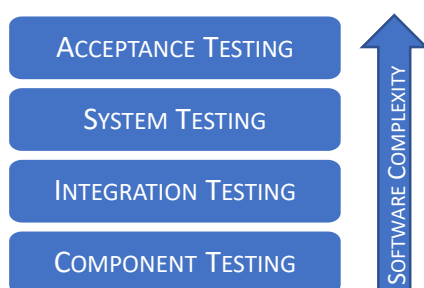 ACCEPTANCE TESTING
SYSTEM TESTING
INTEGRATION TESTING
COMPONENT TESTING
SOFTWARE COMPLEXITY